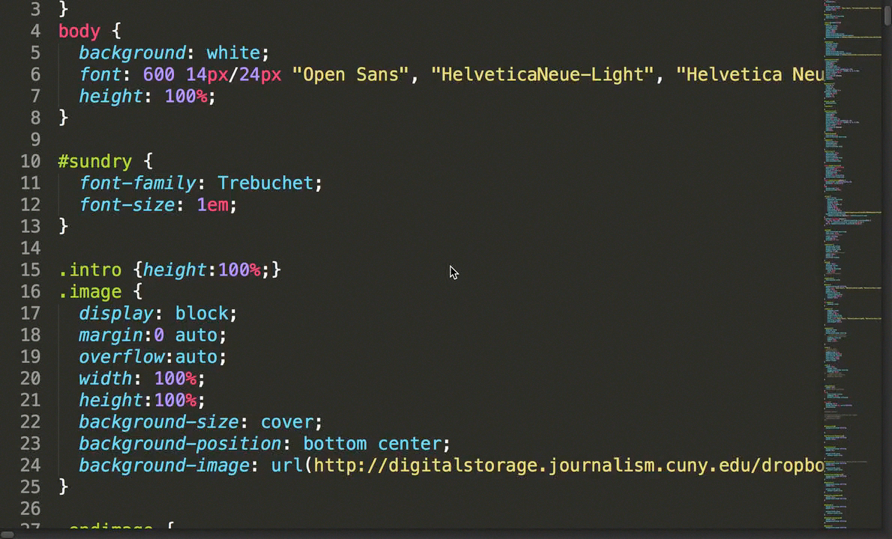 3 }
4 body {
5 background: white;
6 font: 600 14px/24px "Open Sans", "HelveticaNeue-Light", "Helvetica Neu
7 height: 100%;
8 }
9
10 #sundry {
11 font-family: Trebuchet;
12 font-size: 1em;
13 }
14
15 .intro {height:100%;}
16 .image {
17 display: block;
18 margin:0 auto;
19 overflow:auto;
20 width: 100%;
21 height:100%;
22 background-size: cover;
23 background-position: bottom center;
24 background-image: url(http://digitalstorage.journalism.cuny.edu/dropbo
25 }
26
27 .endimage {